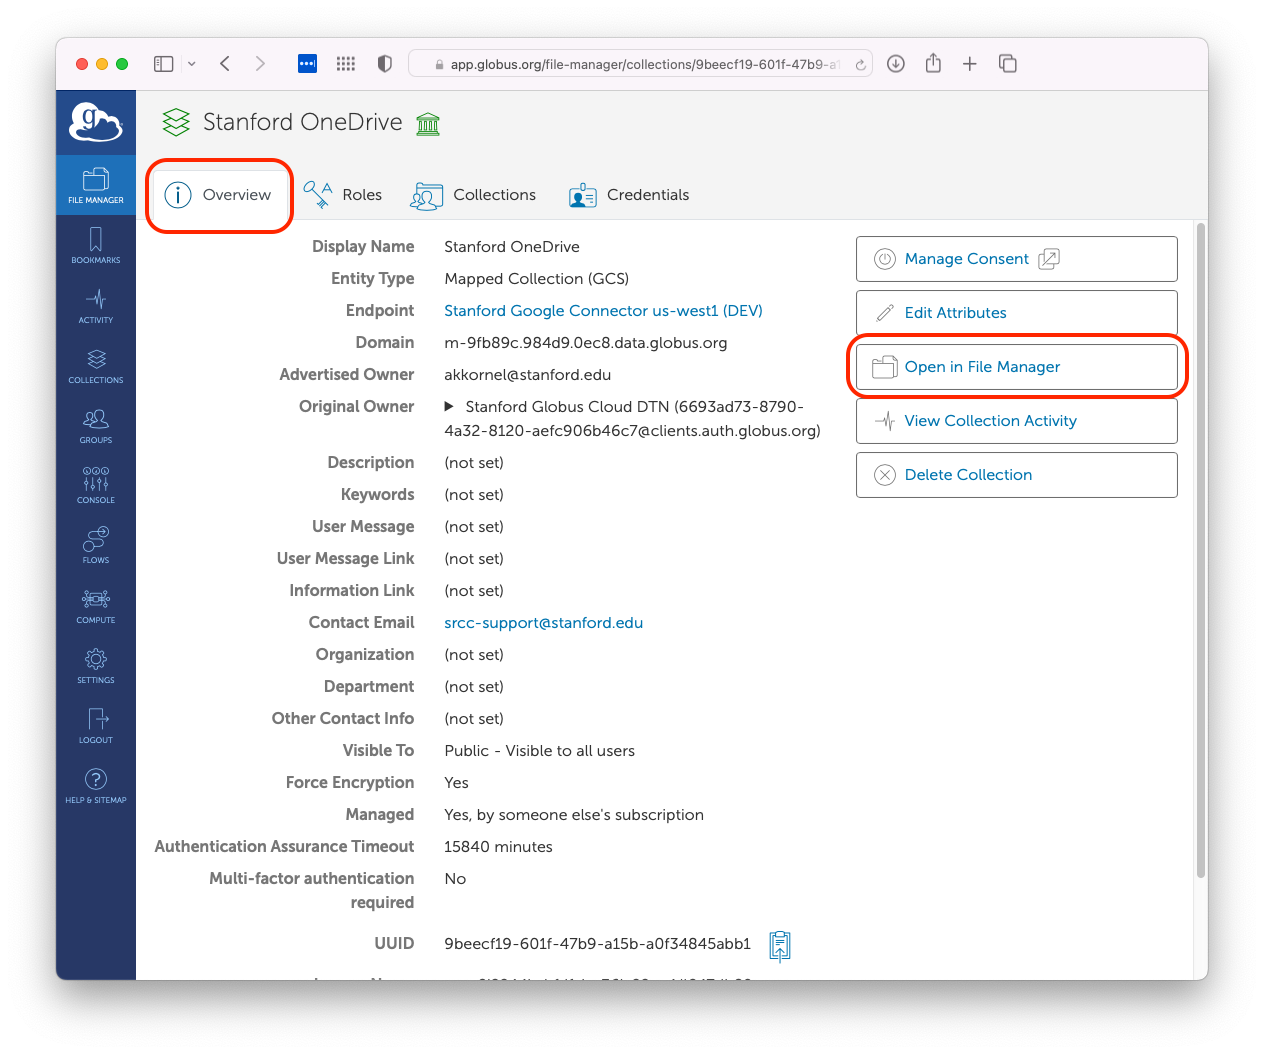 app.globus.org/file-manager/collections/9beecf19-601f-47b9-a1
g
Stanford OneDrive
FILE MANAGER
BOOKMARKS
ACTIVITY
COLLECTIONS
GROUPS
CONSOLE
FLOWS
COMPUTE
SETTINGS
LOGOUT
HELP & SITEMAP
Overview Roles Collections Credentials
Display Name Stanford OneDrive
Entity Type Mapped Collection (GCS)
Endpoint Stanford Google Connector us-west1 (DEV)
Domain m-9fb89c.984d9.0ec8.data.globus.org
Advertised Owner akkornel@stanford.edu
Original Owner Stanford Globus Cloud DTN (6693ad73-8790-
4a32-8120-aefc906b46c7@clients.auth.globus.org)
Description (not set)
Keywords (not set)
User Message (not set)
User Message Link (not set)
Information Link (not set)
Contact Email srcc-support@stanford.edu
Organization (not set)
Department (not set)
Other Contact Info (not set)
Visible To Public - Visible to all users
Force Encryption Yes
Managed Yes, by someone else's subscription
Authentication Assurance Timeout 15840 minutes
Multi-factor authentication No
required
UUID 9beecf19-601f-47b9-a15b-a0f34845abb1
Manage Consent
Edit Attributes
Open in File Manager
View Collection Activity
Delete Collection